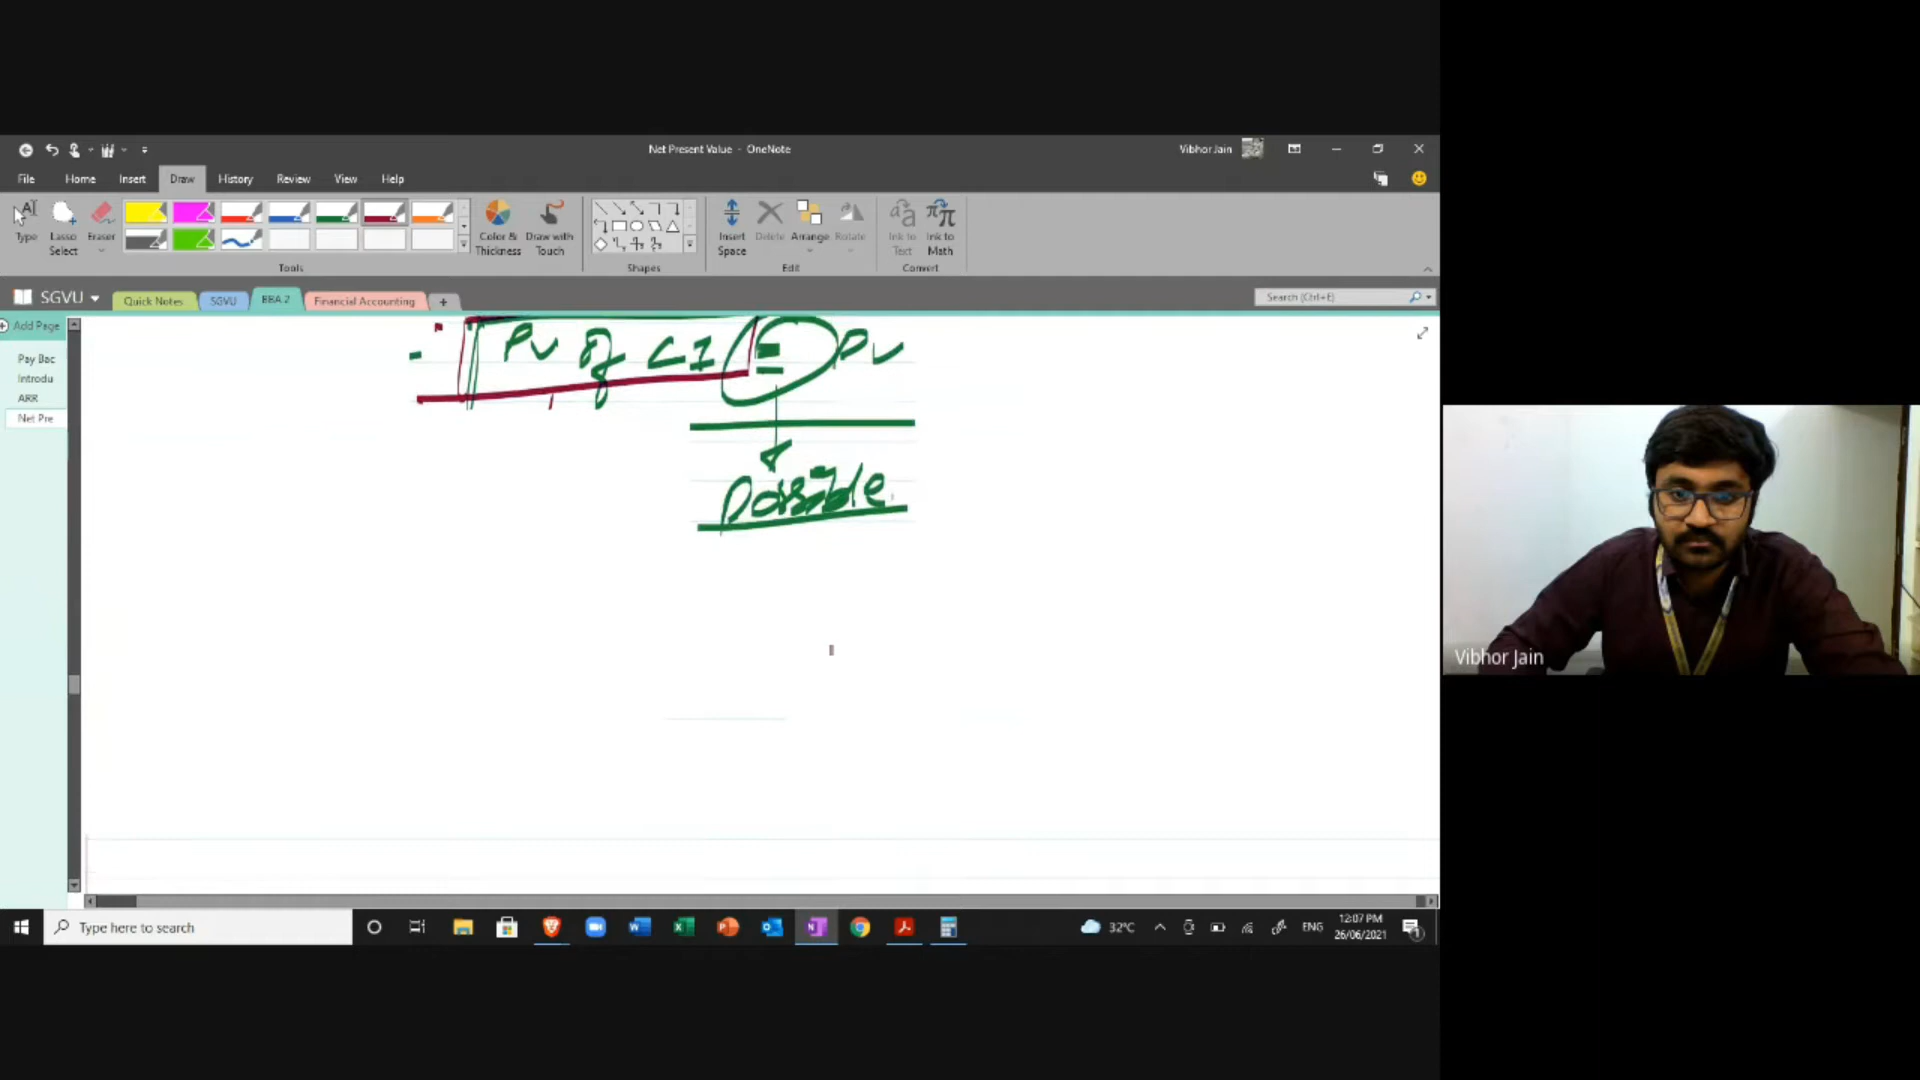 Net Present Value - OneNote
Vibhor Jain
File Home Insert Draw History Review View Help
Type
Lasso Select
Eraser
Color & Thickness
Draw with Touch
Insert Space
Delete
Arrange
Rotate
Ink to Text
Ink to Math
Tools
Shapes
Edit
Convert
SGVU
Quick Notes
SGVU
BBA 2
Financial Accounting
+
Search (Ctrl+E)
Add Page
Pay Bac
Introdu
ARR
Net Pre
PV of CI = PV
Possible
Vibhor Jain
Type here to search
32°C
ENG
12:07 PM
26/06/2021
1